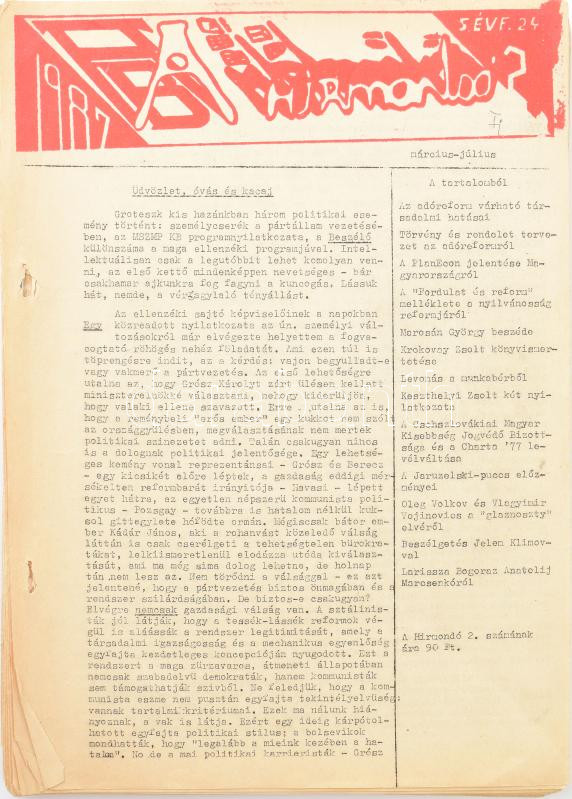 5.ÉVF. 24
1987
Hírmondó
március-július
Üdvözlet, óvás és kacaj
Groteszk kis hazánkban három politikai ese-
mény történt: személycserék a pártállam vezetésében,
az MSZMP KB programnyilatkozata, a Beszélő
különszáma a maga ellenzéki programjával. Intel-
lektuálisan csak a legutóbbit lehet komolyan ven-
ni, az első kettő mindenképpen nevetséges - bár
csakhamar ajkunkra fog fagyni a kuncogás. Lássuk
hát, nemde, a vérfagylaló tényállást.
Az ellenzéki sajtó képviselőinek a napokban
Egy közreadott nyilatkozata az ún. személyi vál-
tozásokról már elvégezte helyettem a fogva-
csogtató röhögés nehéz föladatát. Ami ezen túl is
töprengésre indít, az a kérdés: vajon begyulladt-e
vagy vakmerő a pártvezetés. Az első lehetőségre
utalna az, hogy Grósz Károlyt zárt ülésen kellett
miniszterelnökké választani, nehogy kiderüljön,
hogy valaki ellene szavazott. Erre utalna az is,
hogy a reménybeli "erős ember" egy kukkot nem szólt
az országgyűlésben, megválasztásának nem mertek
politikai színezetet adni. Talán csakugyan nincs
is a dolognak politikai jelentősége. Egy lehetsé-
ges kemény vonal reprezentánsai - Grósz és Berecz
- egy kicsikét előre léptek, a gazdaság eddigi mér-
sékelten reformbarát irányítója - Havasi - lépett
egyet hátra, az egyetlen népszerű kommunista poli-
tikus - Pozsgay - továbbra is hatalom nélkül kuk-
sol gittegylete hófödte ormán. Mégiscsak bátor em-
ber Kádár János, aki a rohanvást közeledő válság
láttán is csak cserélgeti a tehetségtelen bürokra-
tákat, lelkiismeretlenül elodázza utóda kiválasz-
tását, ami ma még sima dolog lehetne, de holnap
tán nem lesz az. Nem törődni a válsággal - ez azt
jelentené, hogy a pártvezetés biztos önmagában és a
rendszer szilárdságában. De biztos-e csakugyan?
Elvégre nemcsak gazdasági válság van. A sztálinis-
ták jól látják, hogy a tessék-lássék reformok vé-
gül is aláássák a rendszer legitimitását, amely a
társadalmi igazságosság és a mechanikus egyenlőség
egyfajta kezdetleges koncepcióján nyugodott. Ezt a
rendszert a maga zűrzavaros, átmeneti állapotában
nemcsak szabadelvű demokraták, hanem kommunisták
sem támogathatják szívből. Ne feledjük, hogy a kom-
munista eszme nem pusztán egyfajta tekintélyelvűség:
vannak tartalmi kritériumai. Ezek ma nálunk hiá-
nyoznak, a vak is látja. Ezért egy ideig kárpótol-
hatott egyfajta politikai stílus; a bolsevikok
mondhatták, hogy "legalább a mieink kezében a ha-
talom". No de a mai politikai karrieristák - Grósz
A tartalomból
Az adóreform várható tár-
sadalmi hatásai
Törvény és rendelet terve-
zet az adóreformról
A PlanEcon jelentése Ma-
gyarországról
A "Fordulat és reform"
melléklete a nyilvánosság
reformjáról
Marosán György beszéde
Krokovay Zsolt könyvismer-
tetése
Levonás a munkabérből
Keszthelyi Zsolt két nyi-
latkozata
A Csehszlovákiai Magyar
Kisebbség Jogvédő Bizott-
sága és a Charta '77 le-
vélváltása
A Jaruzelski-puccs előz-
ményei
Oleg Volkov és Vlagyimir
Vojinovics a "glasznoszty"
elvéről
Beszélgetés Jelem Klimov-
val
Larissza Bogoraz Anatolij
Marcsenkóról
A Hírmondó 2. számának
ára 90 Ft.